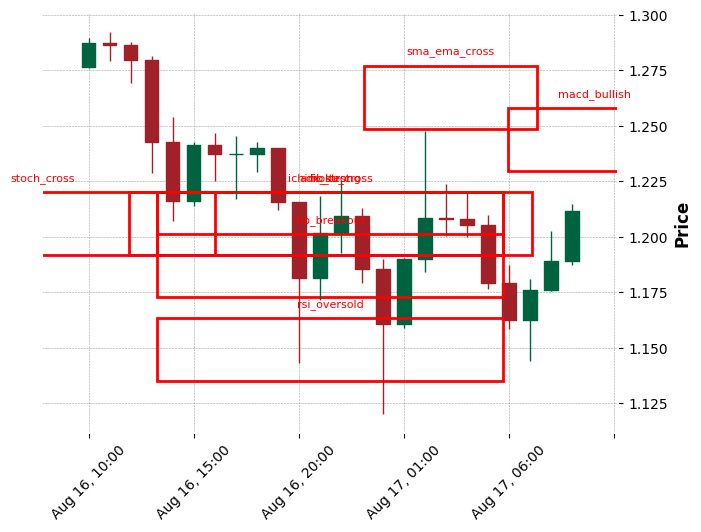 1.300
sma_ema_cross
1.275
macd_bullish
1.250
stoch_cross
1.225
1.200
Price
1.175
rsi_oversold
1.150
1.125
Aug 16, 10:00
Aug 16, 15:00
Aug 16, 20:00
Aug 17, 01:00
Aug 17, 06:00